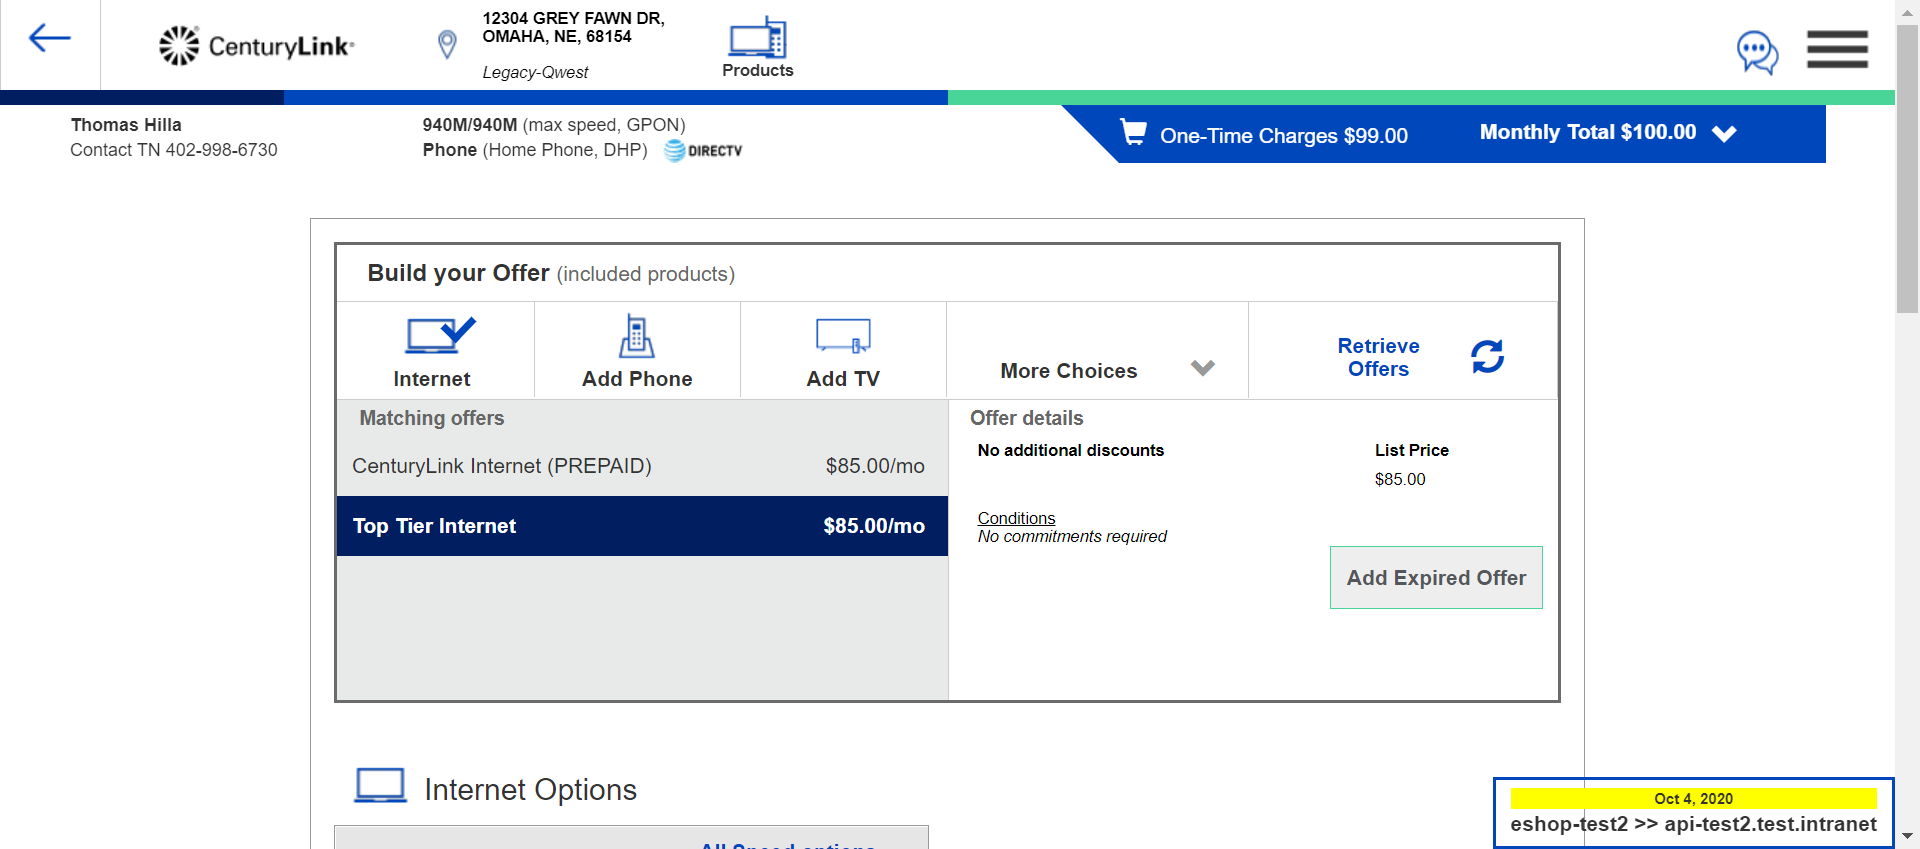 CenturyLink
12304 GREY FAWN DR,
OMAHA, NE, 68154
Legacy-Qwest
Products
Thomas Hilla
Contact TN 402-998-6730
940M/940M (max speed, GPON)
Phone (Home Phone, DHP) DIRECTV
One-Time Charges $99.00
Monthly Total $100.00
Build your Offer (included products)
Internet
Add Phone
Add TV
More Choices
Retrieve
Offers
Matching offers
CenturyLink Internet (PREPAID) $85.00/mo
Top Tier Internet $85.00/mo
Offer details
No additional discounts
List Price
$85.00
Conditions
No commitments required
Add Expired Offer
Internet Options
All Speed options
Oct 4, 2020
eshop-test2 >> api-test2.test.intranet